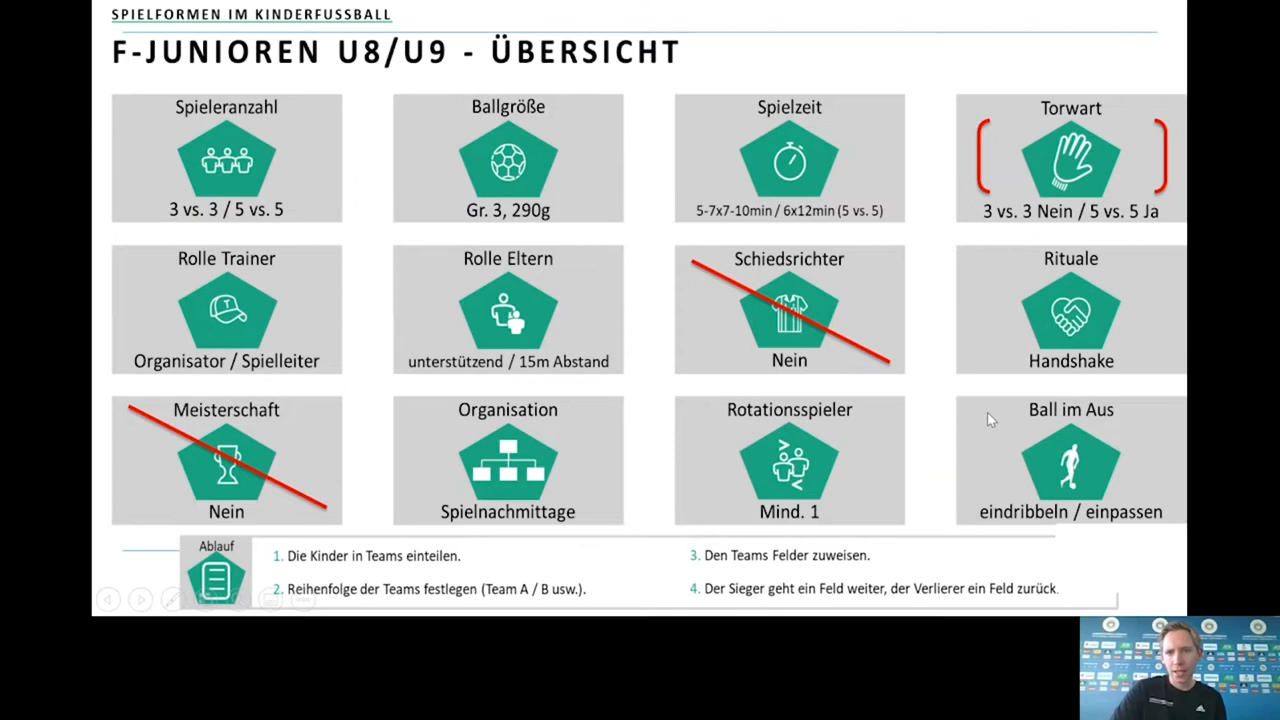 SPIELFORMEN IM KINDERFUSSBALL
F-JUNIOREN U8/U9 - ÜBERSICHT
Spieleranzahl
3 vs. 3 / 5 vs. 5
Ballgröße
Gr. 3, 290g
Spielzeit
5-7x7-10min / 6x12min (5 vs. 5)
Torwart
3 vs. 3 Nein / 5 vs. 5 Ja
Rolle Trainer
T
Organisator / Spielleiter
Rolle Eltern
unterstützend / 15m Abstand
Schiedsrichter
Nein
Rituale
Handshake
Meisterschaft
Nein
Organisation
Spielnachmittage
Rotationsspieler
Mind. 1
Ball im Aus
eindribbeln / einpassen
Ablauf
1. Die Kinder in Teams einteilen.
2. Reihenfolge der Teams festlegen (Team A / B usw.).
3. Den Teams Felder zuweisen.
4. Der Sieger geht ein Feld weiter, der Verlierer ein Feld zurück.